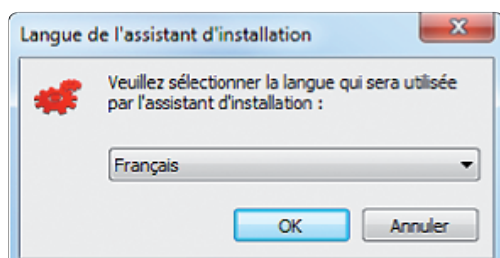 Langue de l'assistant d'installation
Veuillez sélectionner la langue qui sera utilisée
par l'assistant d'installation :
Français
OK
Annuler